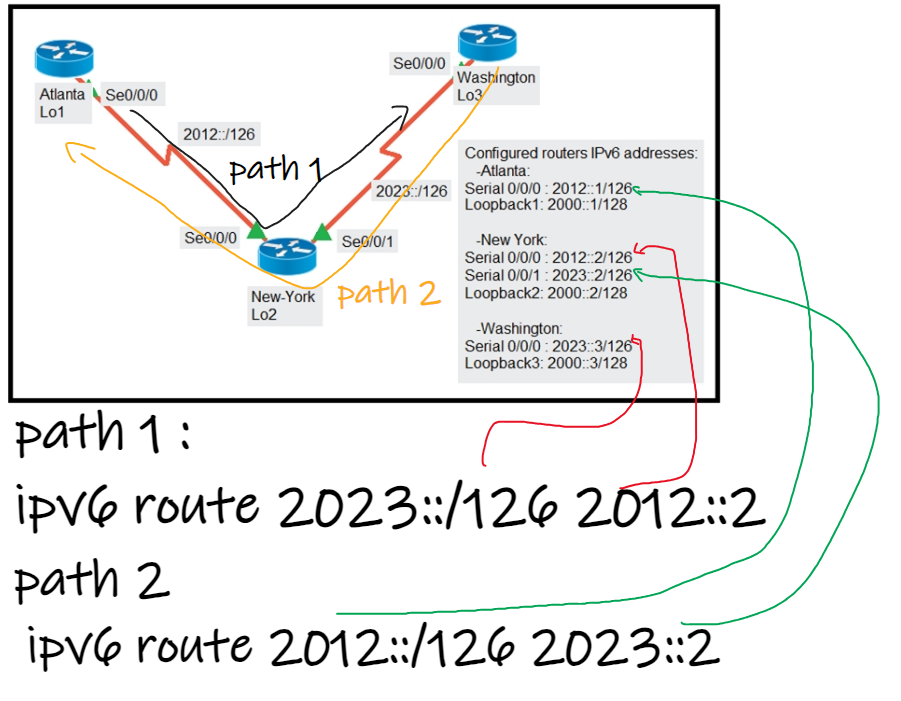 Se0/0/0
Washington
Lo3
Atlanta
Lo1
Se0/0/0
2012::/126
path 1
2023::/126
Se0/0/0
Se0/0/1
New-York
Lo2
path 2
Configured routers IPv6 addresses:
-Atlanta:
Serial 0/0/0 : 2012::1/126
Loopback1: 2000::1/128
-New York:
Serial 0/0/0 : 2012::2/126
Serial 0/0/1 : 2023::2/126
Loopback2: 2000::2/128
-Washington:
Serial 0/0/0 : 2023::3/126
Loopback3: 2000::3/128
path 1 :
ipv6 route 2023::/126 2012::2
path 2
ipv6 route 2012::/126 2023::2